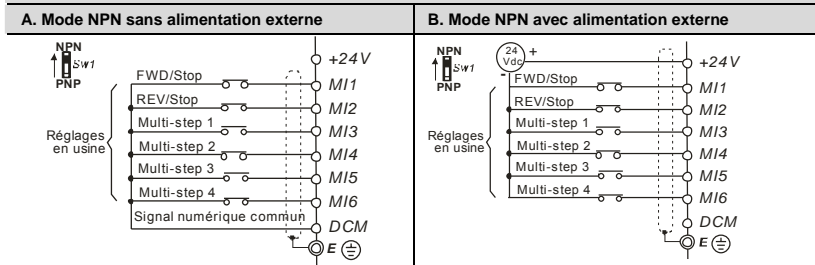 A. Mode NPN sans alimentation externe
NPN
Sw1
PNP
Réglages
en usine
FWD/Stop
REV/Stop
Multi-step 1
Multi-step 2
Multi-step 3
Multi-step 4
Signal numérique commun
+24V
MI1
MI2
MI3
MI4
MI5
MI6
DCM
E
B. Mode NPN avec alimentation externe
NPN
Sw1
PNP
24
Vdc
+
-
Réglages
en usine
FWD/Stop
REV/Stop
Multi-step 1
Multi-step 2
Multi-step 3
Multi-step 4
+24V
MI1
MI2
MI3
MI4
MI5
MI6
DCM
E